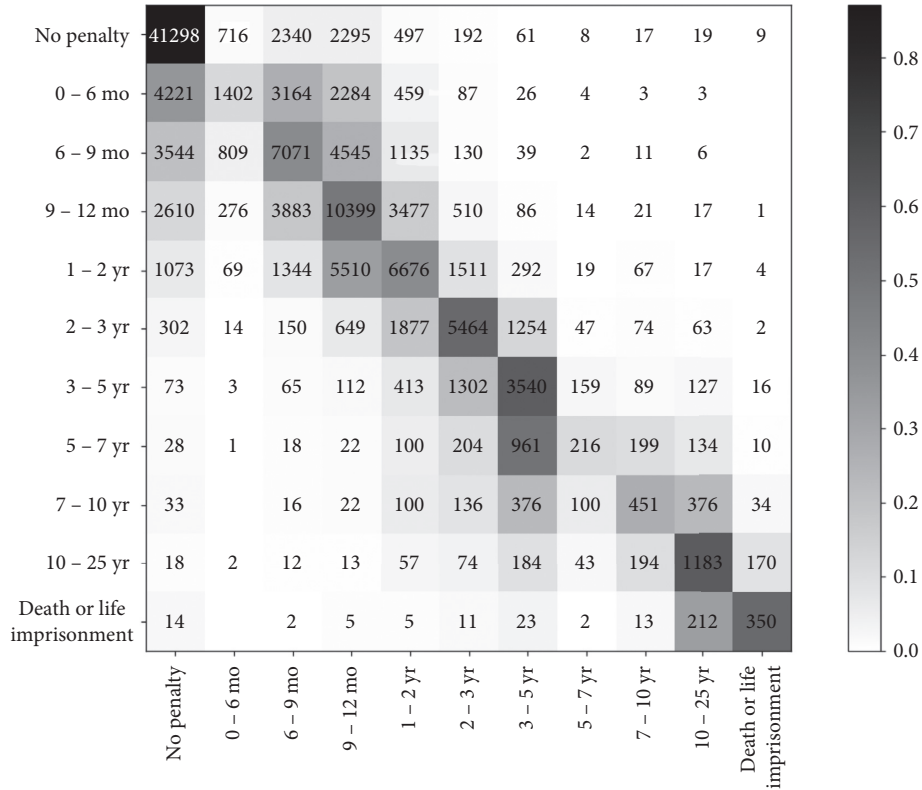 No penalty 41298 716 2340 2295 497 192 61 8 17 19 9
0 – 6 mo 4221 1402 3164 2284 459 87 26 4 3 3
6 – 9 mo 3544 809 7071 4545 1135 130 39 2 11 6
9 – 12 mo 2610 276 3883 10399 3477 510 86 14 21 17 1
1 – 2 yr 1073 69 1344 5510 6676 1511 292 19 67 17 4
2 – 3 yr 302 14 150 649 1877 5464 1254 47 74 63 2
3 – 5 yr 73 3 65 112 413 1302 3540 159 89 127 16
5 – 7 yr 28 1 18 22 100 204 961 216 199 134 10
7 – 10 yr 33 16 22 100 136 376 100 451 376 34
10 – 25 yr 18 2 12 13 57 74 184 43 194 1183 170
Death or life
imprisonment 14 2 5 5 11 23 2 13 212 350
No penalty
0 – 6 mo
6 – 9 mo
9 – 12 mo
1 – 2 yr
2 – 3 yr
3 – 5 yr
5 – 7 yr
7 – 10 yr
10 – 25 yr
Death or life
imprisonment
0.8
0.7
0.6
0.5
0.4
0.3
0.2
0.1
0.0